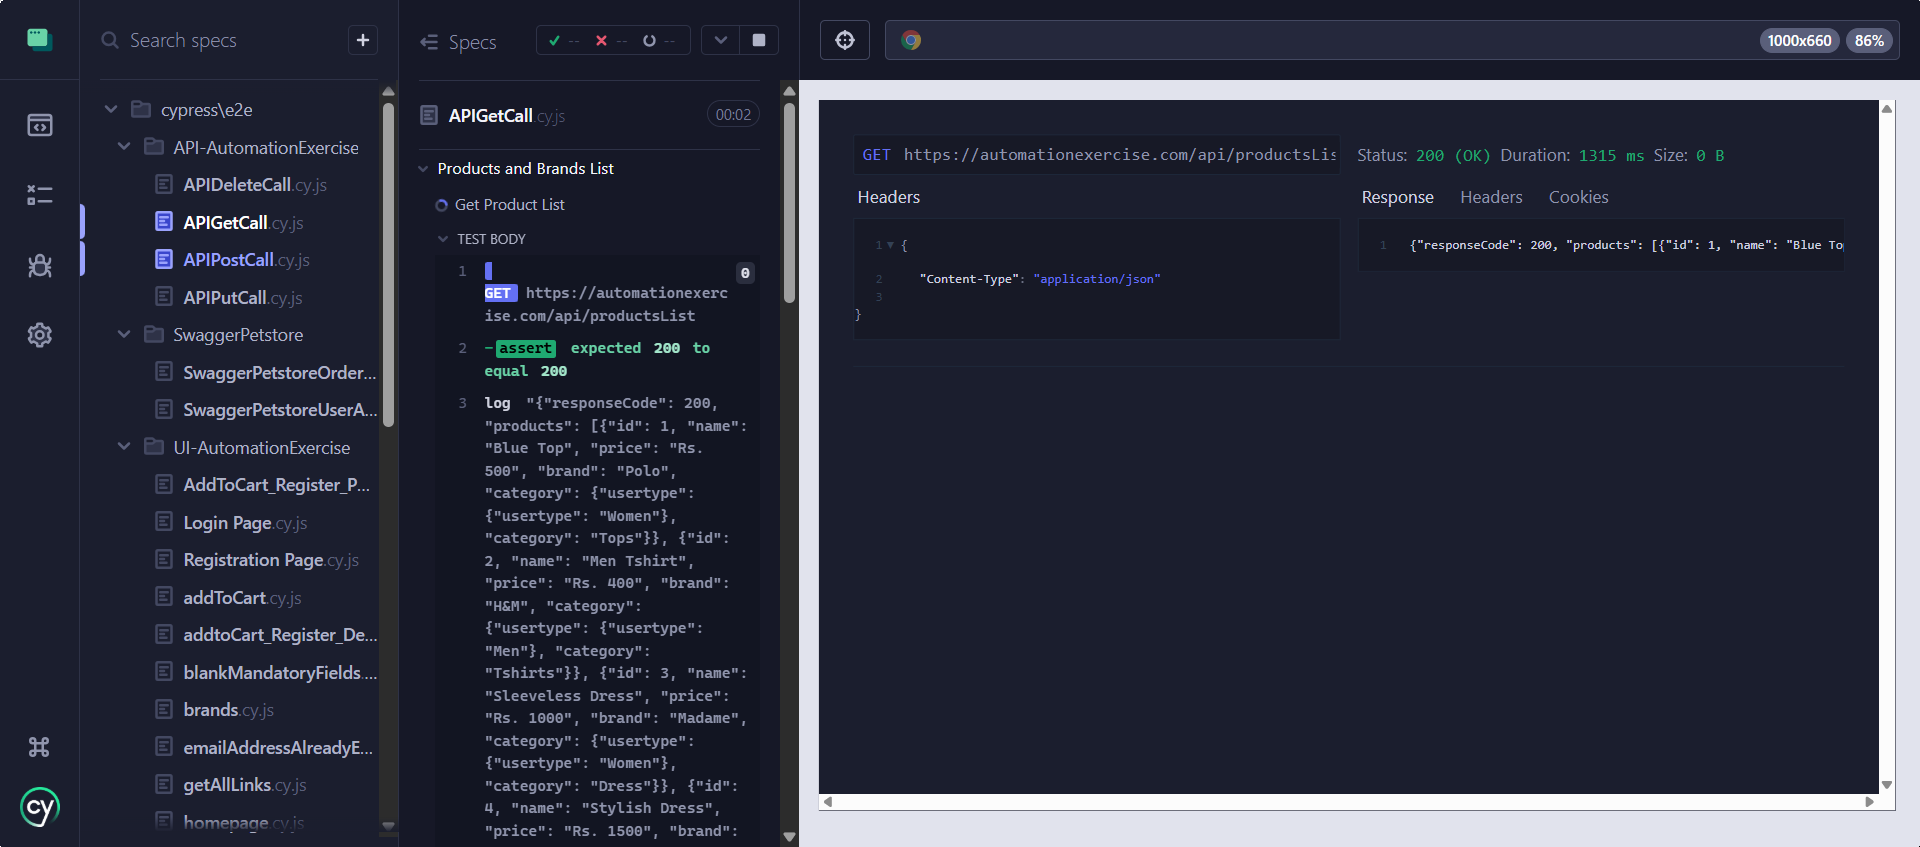 Search specs
+
cypress\e2e
API-AutomationExercise
APIDeleteCall.cy.js
APIGetCall.cy.js
APIPostCall.cy.js
APIPutCall.cy.js
SwaggerPetstore
SwaggerPetstoreOrder...
SwaggerPetstoreUserA...
UI-AutomationExercise
AddToCart_Register_P...
Login Page.cy.js
Registration Page.cy.js
addToCart.cy.js
addtoCart_Register_De...
blankMandatoryFields....
brands.cy.js
emailAddressAlreadyE...
getAllLinks.cy.js
homepage.cy.js
cy
Specs
-- -- --
APIGetCall.cy.js
00:02
Products and Brands List
Get Product List
TEST BODY
1
0
GET https://automationexerc
ise.com/api/productsList
2 -assert expected 200 to
equal 200
3 log "{"responseCode": 200,
"products": [{"id": 1, "name":
"Blue Top", "price": "Rs.
500", "brand": "Polo",
"category": {"usertype":
{"usertype": "Women"},
"category": "Tops"}}, {"id":
2, "name": "Men Tshirt",
"price": "Rs. 400", "brand":
"H&M", "category":
{"usertype": {"usertype":
"Men"}, "category":
"Tshirts"}}, {"id": 3, "name":
"Sleeveless Dress", "price":
"Rs. 1000", "brand": "Madame",
"category": {"usertype":
{"usertype": "Women"},
"category": "Dress"}}, {"id":
4, "name": "Stylish Dress",
"price": "Rs. 1500", "brand":
1000x660 86%
GET https://automationexercise.com/api/productsLis
Headers
1 {
2 "Content-Type": "application/json"
3
}
Status: 200 (OK) Duration: 1315 ms Size: 0 B
Response Headers Cookies
1 {"responseCode": 200, "products": [{"id": 1, "name": "Blue To